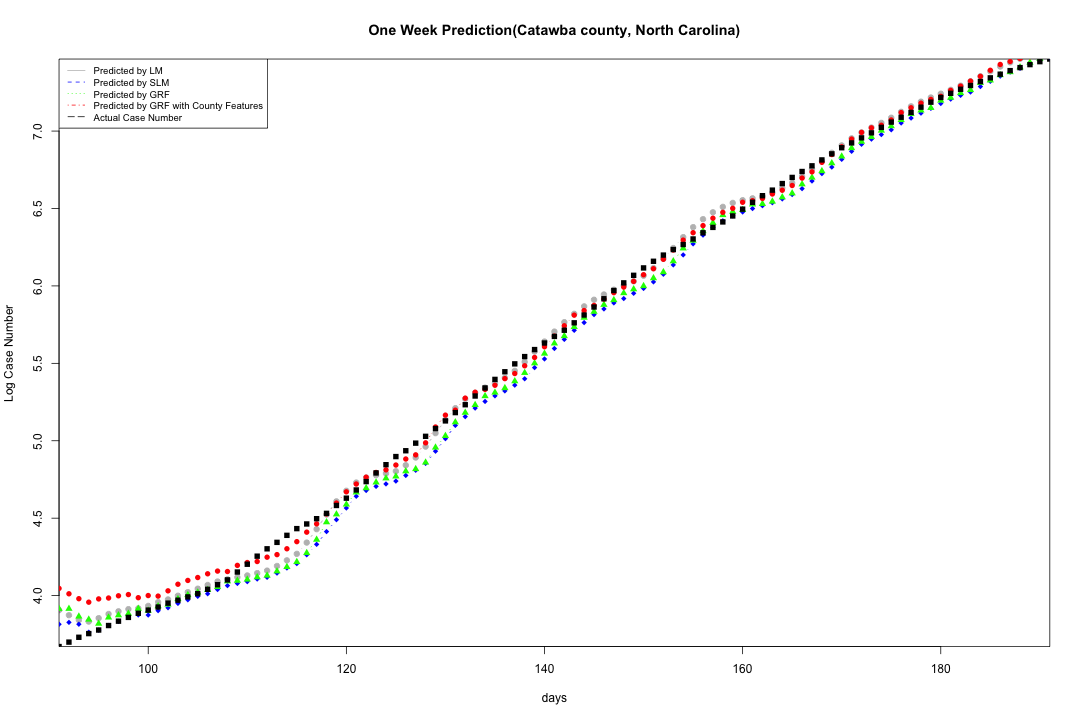 One Week Prediction(Catawba county, North Carolina)
Predicted by LM
Predicted by SLM
Predicted by GRF
Predicted by GRF with County Features
Actual Case Number
Log Case Number
7.0
6.5
6.0
5.5
5.0
4.5
4.0
100 120 140 160 180
days